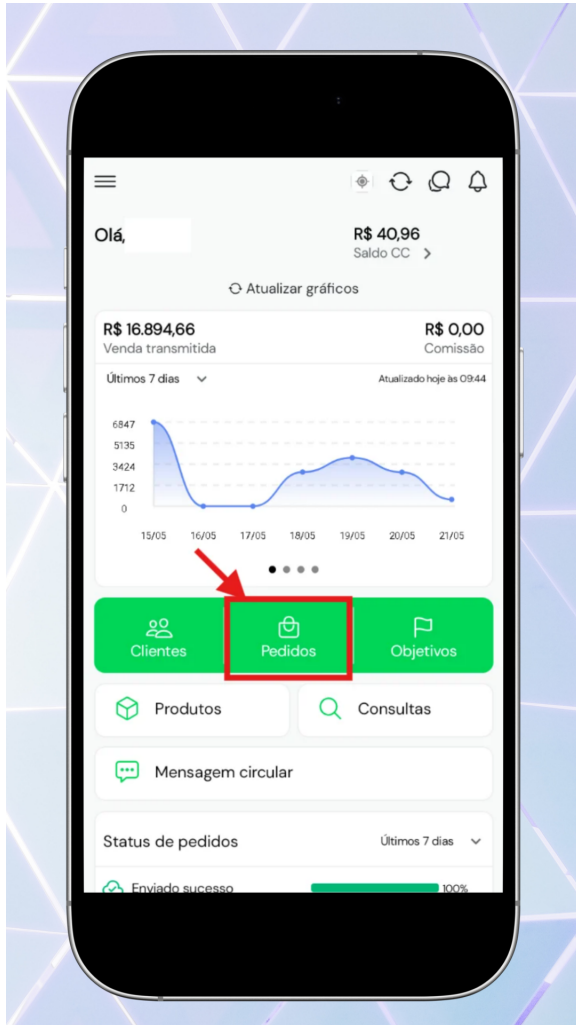 Olá,
R$ 40,96
Saldo CC
Atualizar gráficos
R$ 16.894,66
R$ 0,00
Venda transmitida
Comissão
Últimos 7 dias
Atualizado hoje às 09:44
6847
5135
3424
1712
0
15/05 16/05 17/05 18/05 19/05 20/05 21/05
Clientes
Pedidos
Objetivos
Produtos
Consultas
Mensagem circular
Status de pedidos
Últimos 7 dias
Enviado sucesso
100%